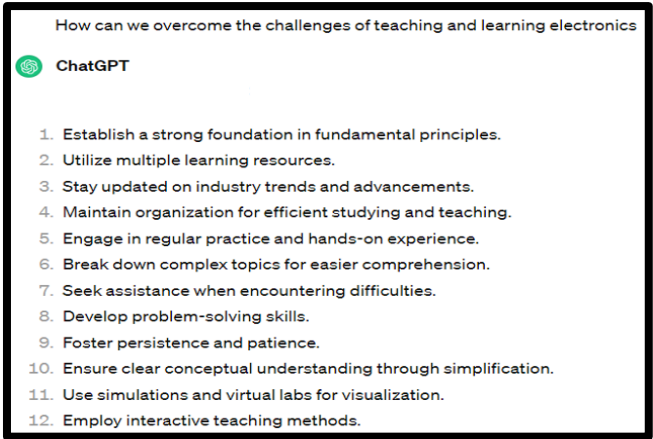 How can we overcome the challenges of teaching and learning electronics
ChatGPT
1. Establish a strong foundation in fundamental principles.
2. Utilize multiple learning resources.
3. Stay updated on industry trends and advancements.
4. Maintain organization for efficient studying and teaching.
5. Engage in regular practice and hands-on experience.
6. Break down complex topics for easier comprehension.
7. Seek assistance when encountering difficulties.
8. Develop problem-solving skills.
9. Foster persistence and patience.
10. Ensure clear conceptual understanding through simplification.
11. Use simulations and virtual labs for visualization.
12. Employ interactive teaching methods.